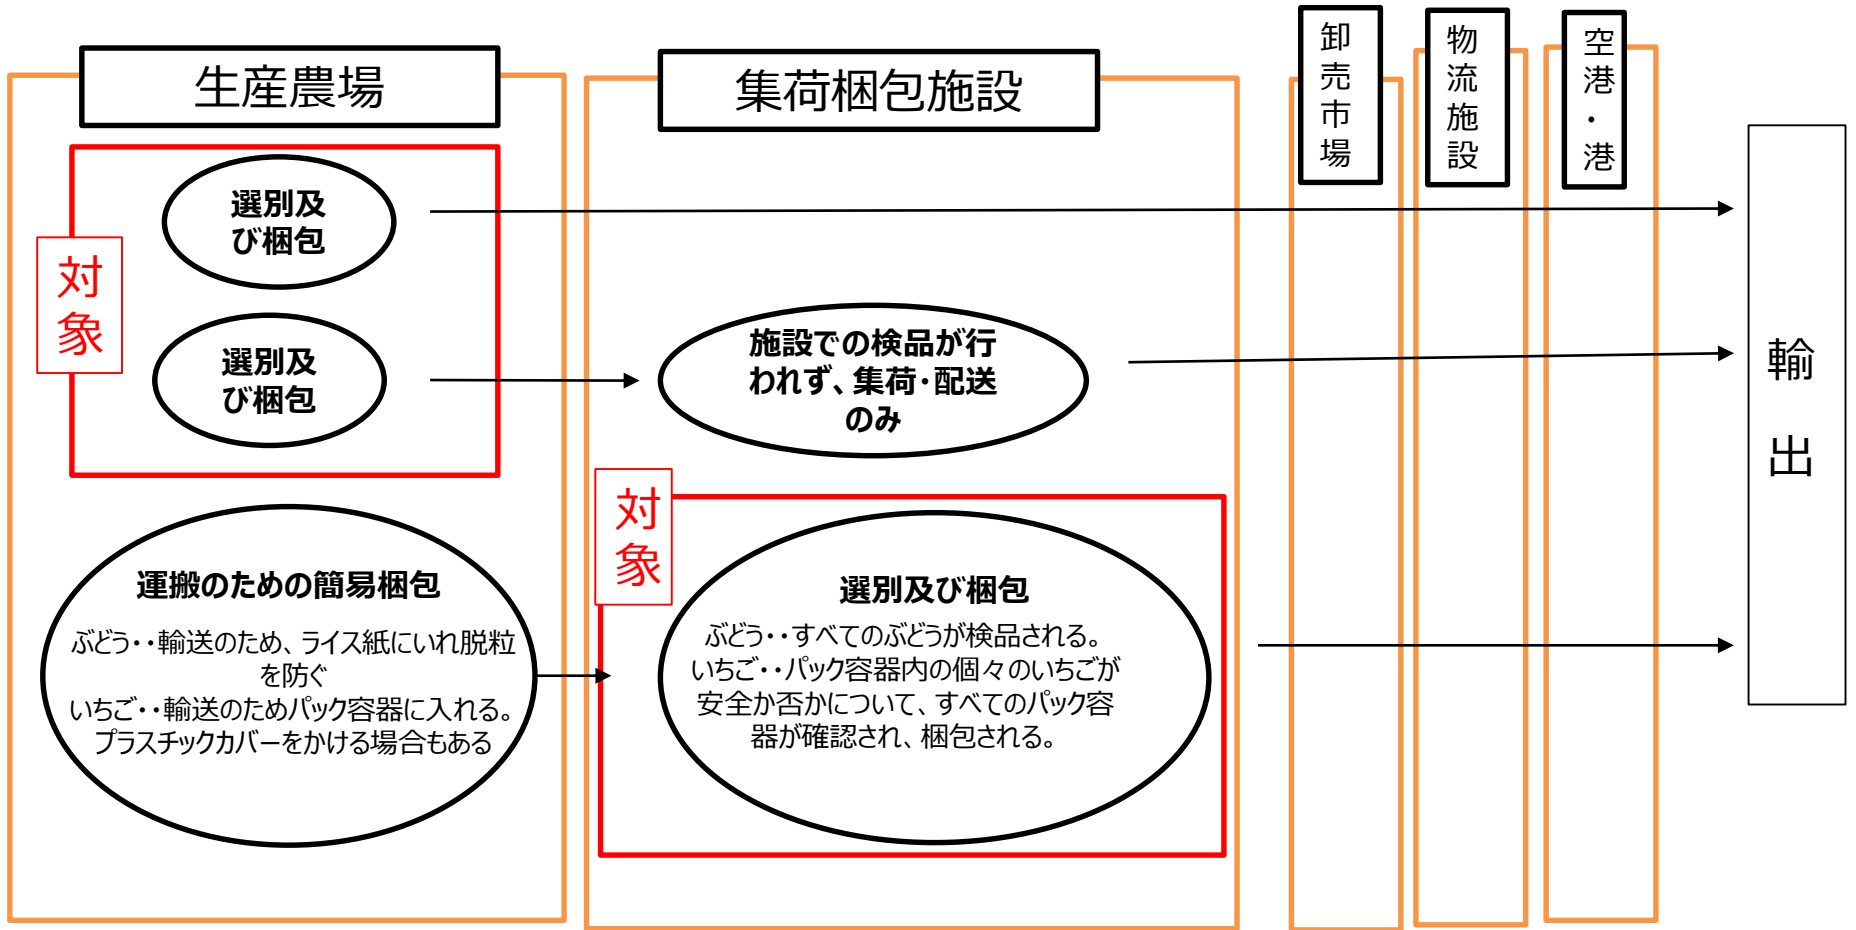 生産農場
集荷梱包施設
卸売市場
物流施設
空港・港
対象
選別及
び梱包
選別及
び梱包
施設での検品が行
われず、集荷・配送
のみ
輸出
運搬のための簡易梱包
ぶどう・・輸送のため、ライス紙にいれ脱粒
を防ぐ
いちご・・輸送のためパック容器に入れる。
プラスチックカバーをかける場合もある
対象
選別及び梱包
ぶどう・・すべてのぶどうが検品される。
いちご・・パック容器内の個々のいちごが
安全か否かについて、すべてのパック容
器が確認され、梱包される。